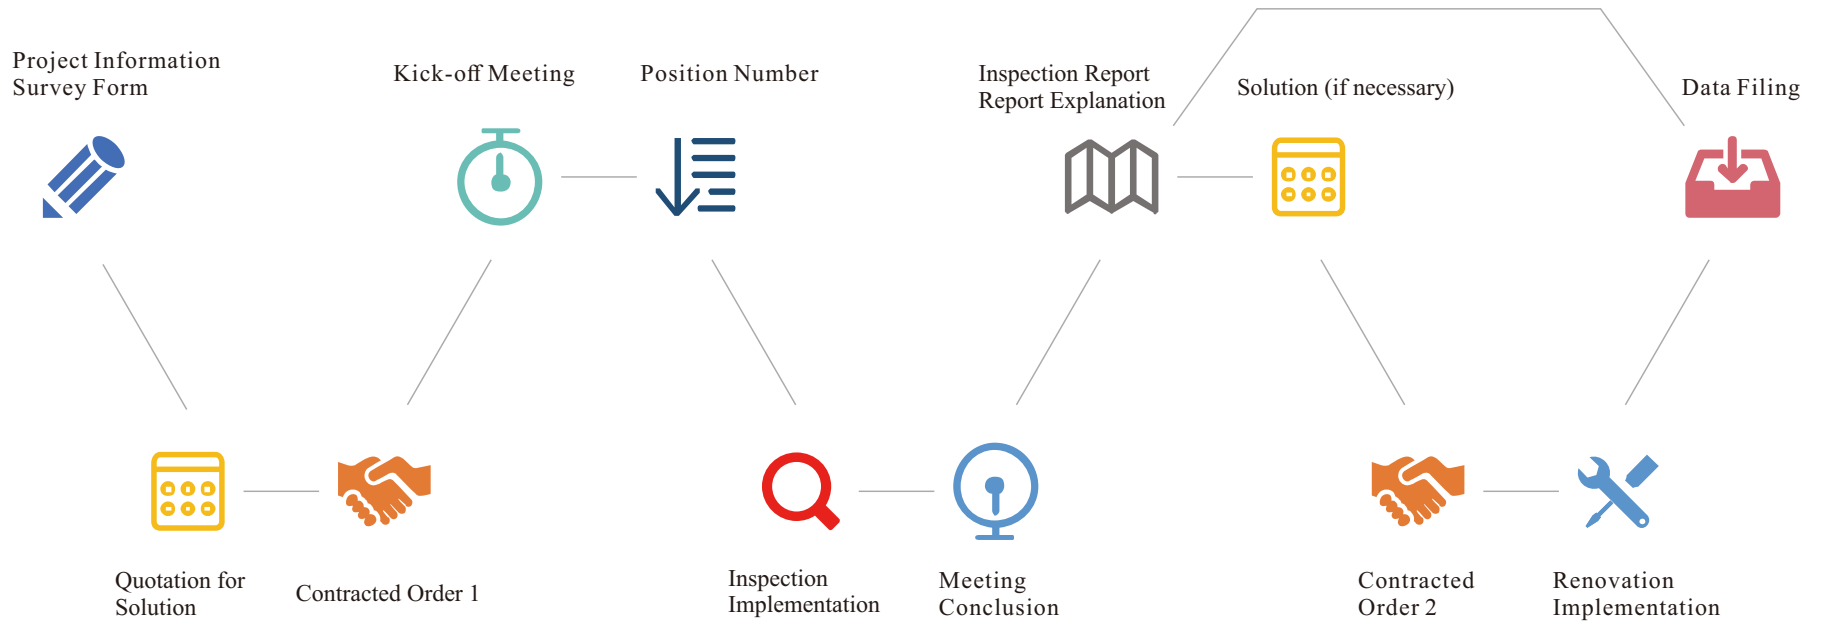 Project Information
Survey Form
Kick-off Meeting
Position Number
Inspection Report
Report Explanation
Solution (if necessary)
Data Filing
Quotation for
Solution
Contracted Order 1
Inspection
Implementation
Meeting
Conclusion
Contracted
Order 2
Renovation
Implementation